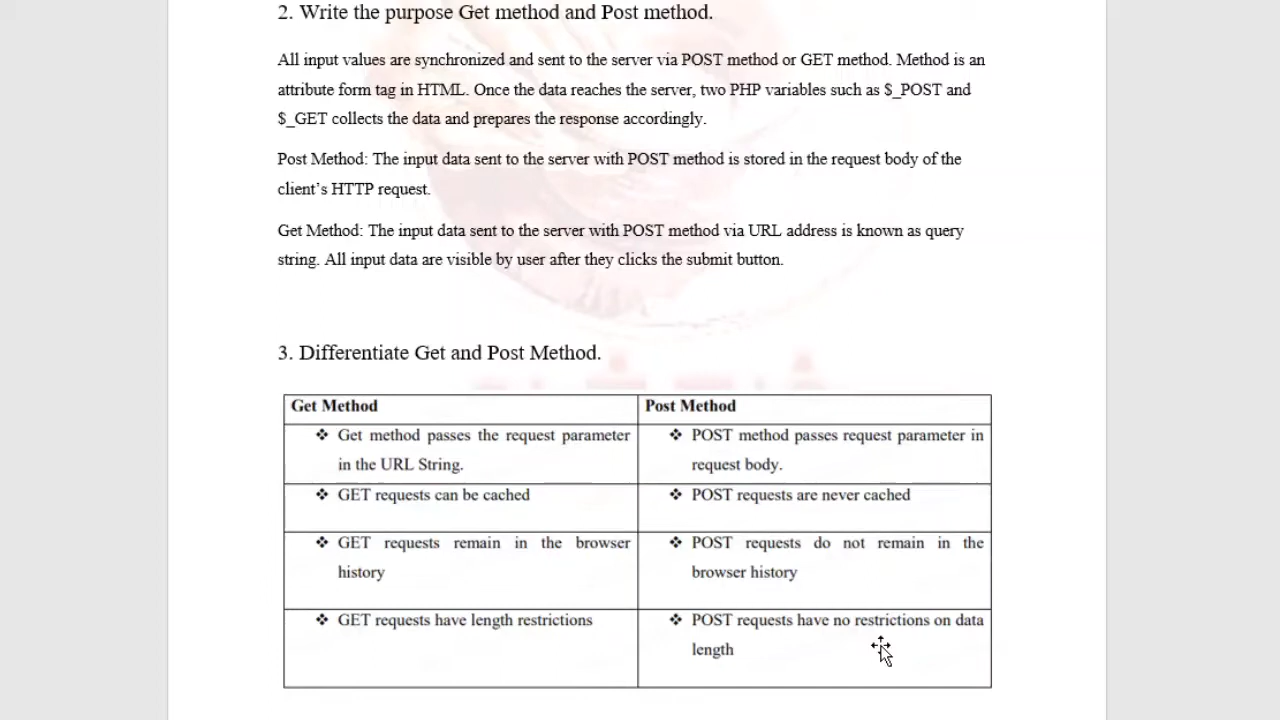 2. Write the purpose Get method and Post method.
All input values are synchronized and sent to the server via POST method or GET method. Method is an
attribute form tag in HTML. Once the data reaches the server, two PHP variables such as $_POST and
$_GET collects the data and prepares the response accordingly.
Post Method: The input data sent to the server with POST method is stored in the request body of the
client’s HTTP request.
Get Method: The input data sent to the server with POST method via URL address is known as query
string. All input data are visible by user after they clicks the submit button.
3. Differentiate Get and Post Method.
Get Method
Post Method
❖ Get method passes the request parameter
in the URL String.
❖ POST method passes request parameter in
request body.
❖ GET requests can be cached
❖ POST requests are never cached
❖ GET requests remain in the browser
history
❖ POST requests do not remain in the
browser history
❖ GET requests have length restrictions
❖ POST requests have no restrictions on data
length